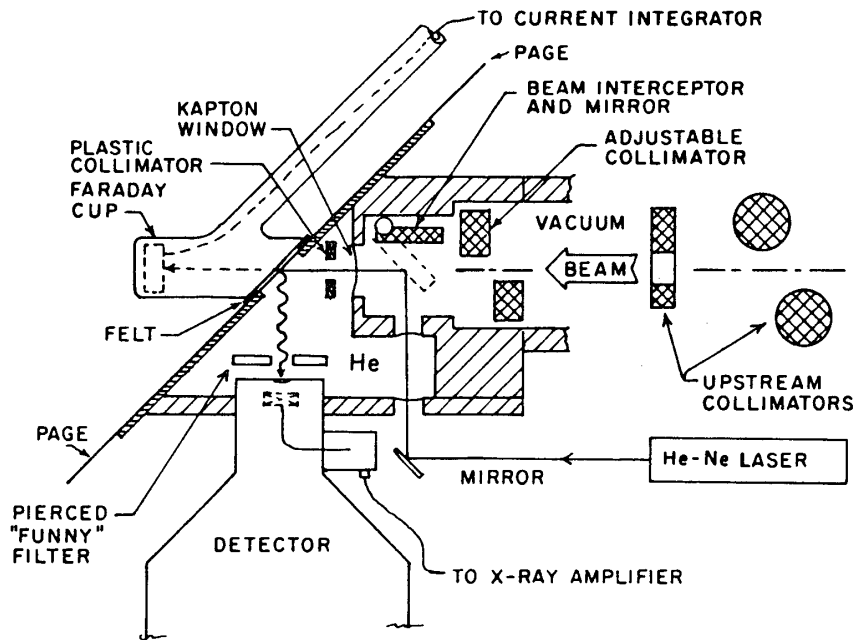 TO CURRENT INTEGRATOR
PAGE
BEAM INTERCEPTOR
AND MIRROR
KAPTON
WINDOW
ADJUSTABLE
COLLIMATOR
PLASTIC
COLLIMATOR
FARADAY
CUP
VACUUM
BEAM
FELT
He
UPSTREAM
COLLIMATORS
PAGE
He-Ne LASER
MIRROR
PIERCED
"FUNNY"
FILTER
DETECTOR
TO X-RAY AMPLIFIER